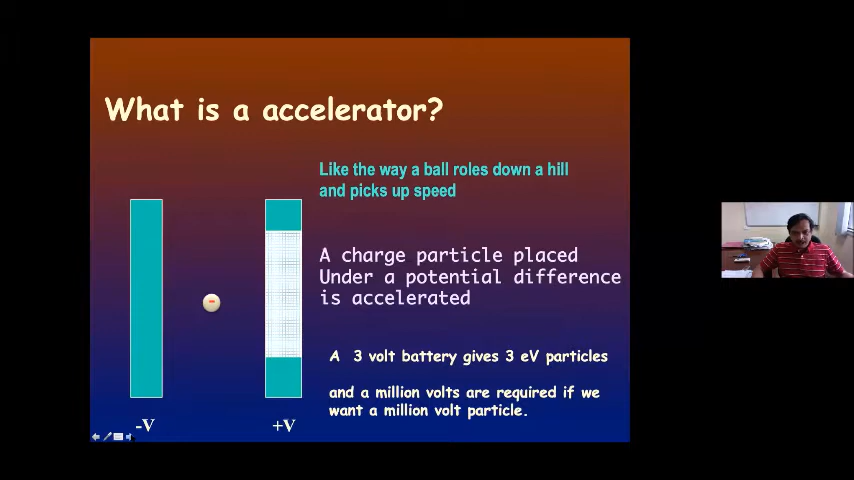 What is a accelerator?
Like the way a ball roles down a hill
and picks up speed
A charge particle placed
Under a potential difference
is accelerated
A 3 volt battery gives 3 eV particles
and a million volts are required if we
want a million volt particle.
-V
+V